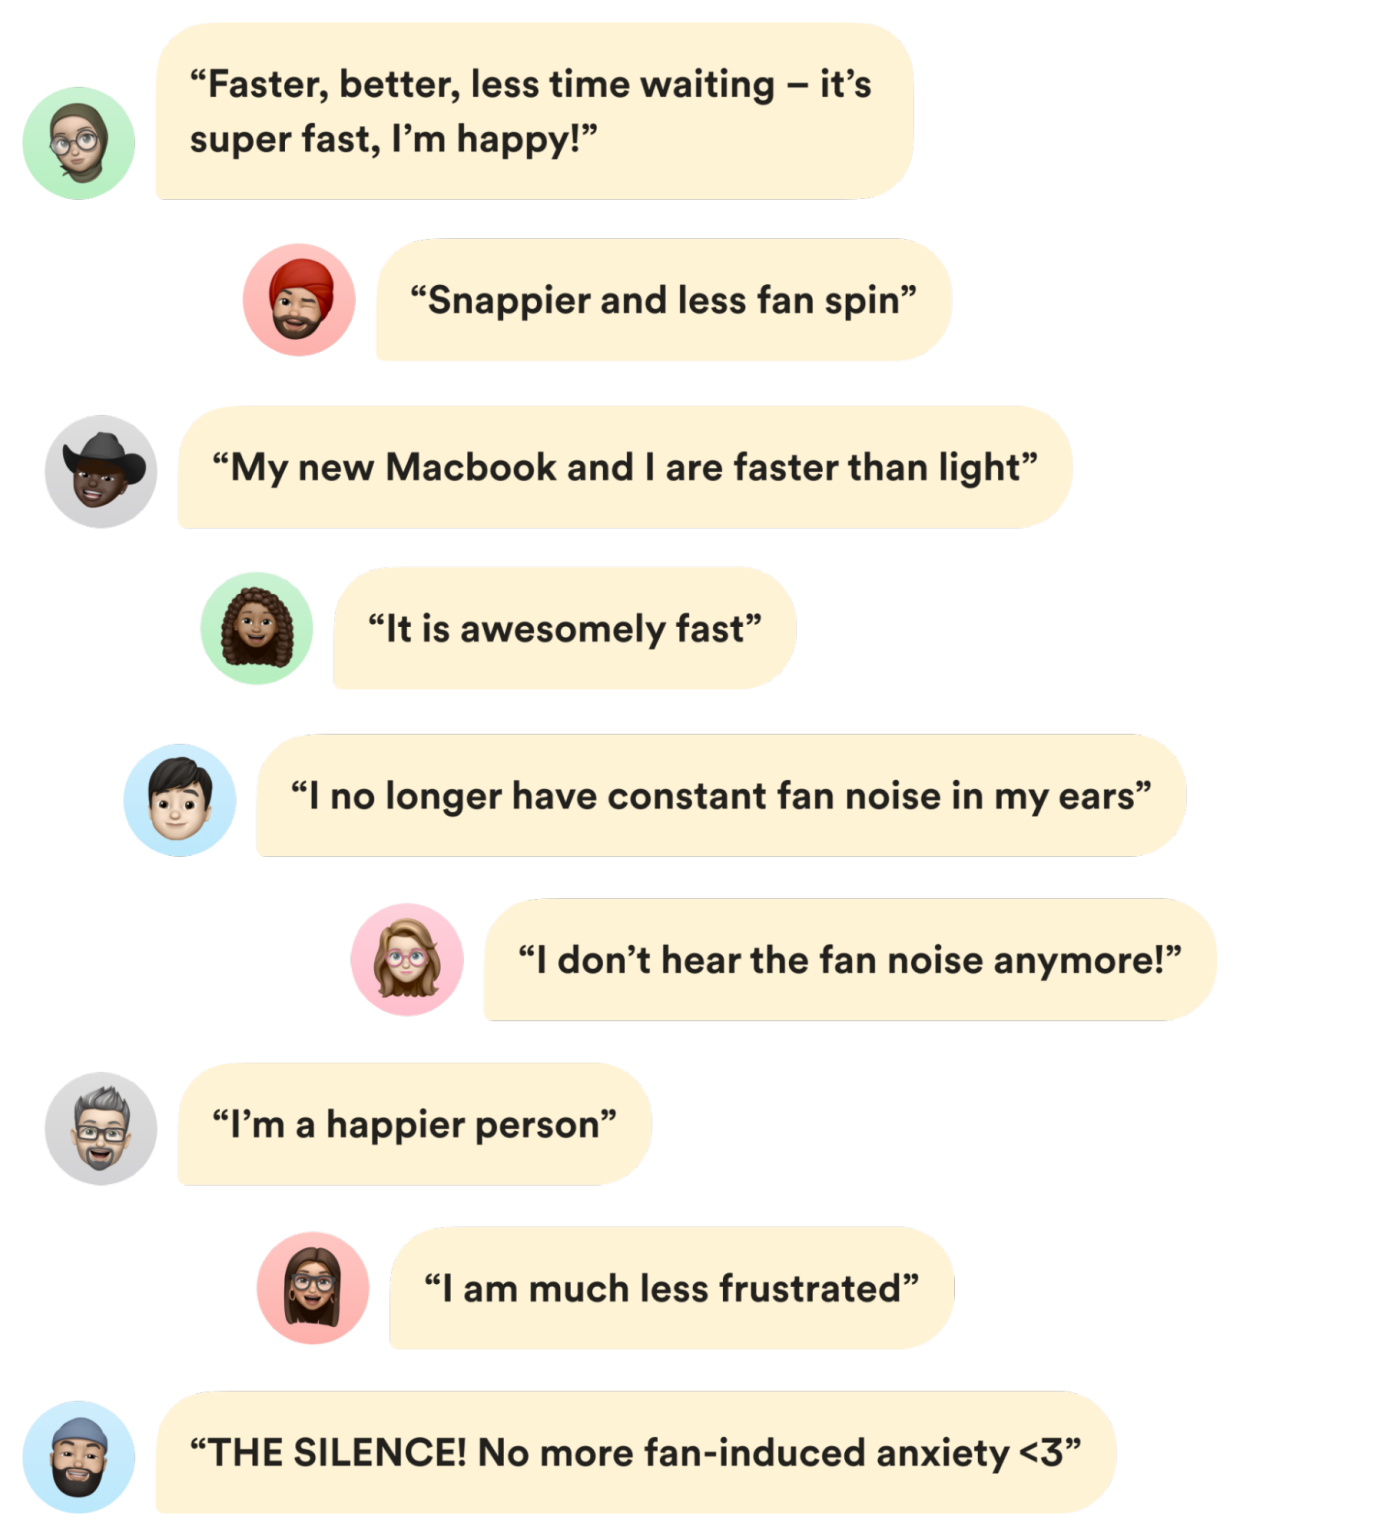 “Faster, better, less time waiting – it’s
super fast, I’m happy!”
“Snappier and less fan spin”
“My new Macbook and I are faster than light”
“It is awesomely fast”
“I no longer have constant fan noise in my ears”
“I don’t hear the fan noise anymore!”
“I’m a happier person”
“I am much less frustrated”
“THE SILENCE! No more fan-induced anxiety <3”